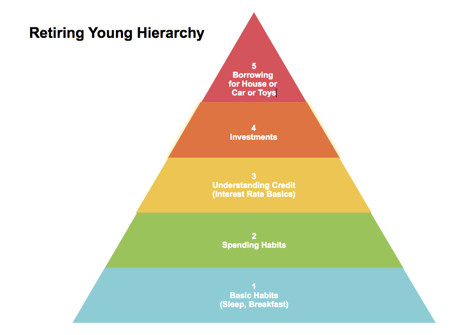 Retiring Young Hierarchy
5
Borrowing
for House or
Car or Toys
4
Investments
3
Understanding Credit
(Interest Rate Basics)
2
Spending Habits
1
Basic Habits
(Sleep, Breakfast)